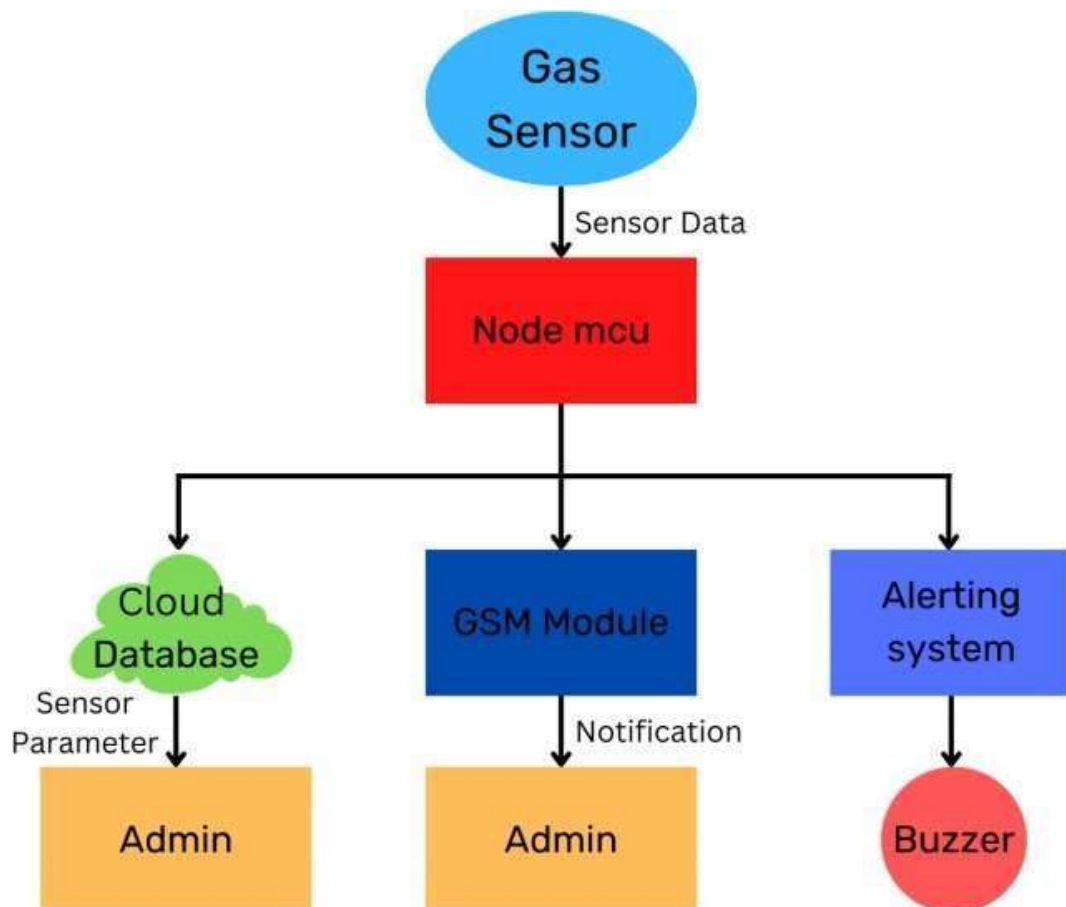 Gas
Sensor
Sensor Data
Node mcu
Cloud
Database
GSM Module
Alerting
system
Sensor
Parameter
Notification
Admin
Admin
Buzzer